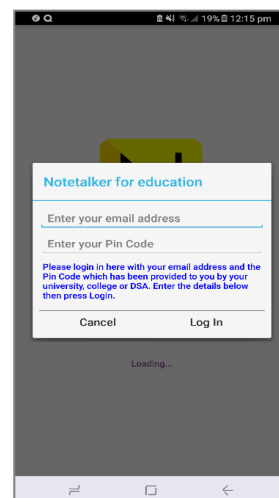 19% 12:15 pm
Notetalker for education
Enter your email address
Enter your Pin Code
Please login in here with your email address and the
Pin Code which has been provided to you by your
university, college or DSA. Enter the details below
then press Login.
Cancel Log In
Loading...